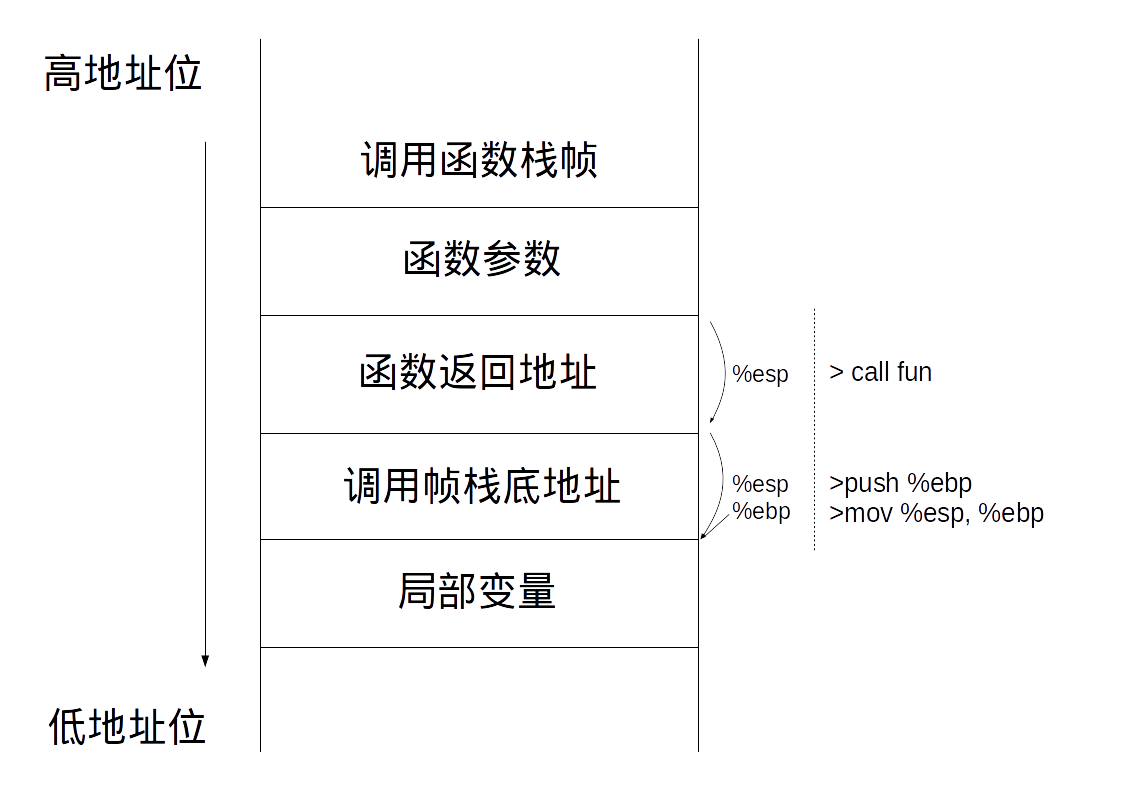 高地址位
调用函数栈帧
函数参数
函数返回地址
%esp
> call fun
调用帧栈底地址
%esp
%ebp
>push %ebp
>mov %esp, %ebp
局部变量
低地址位